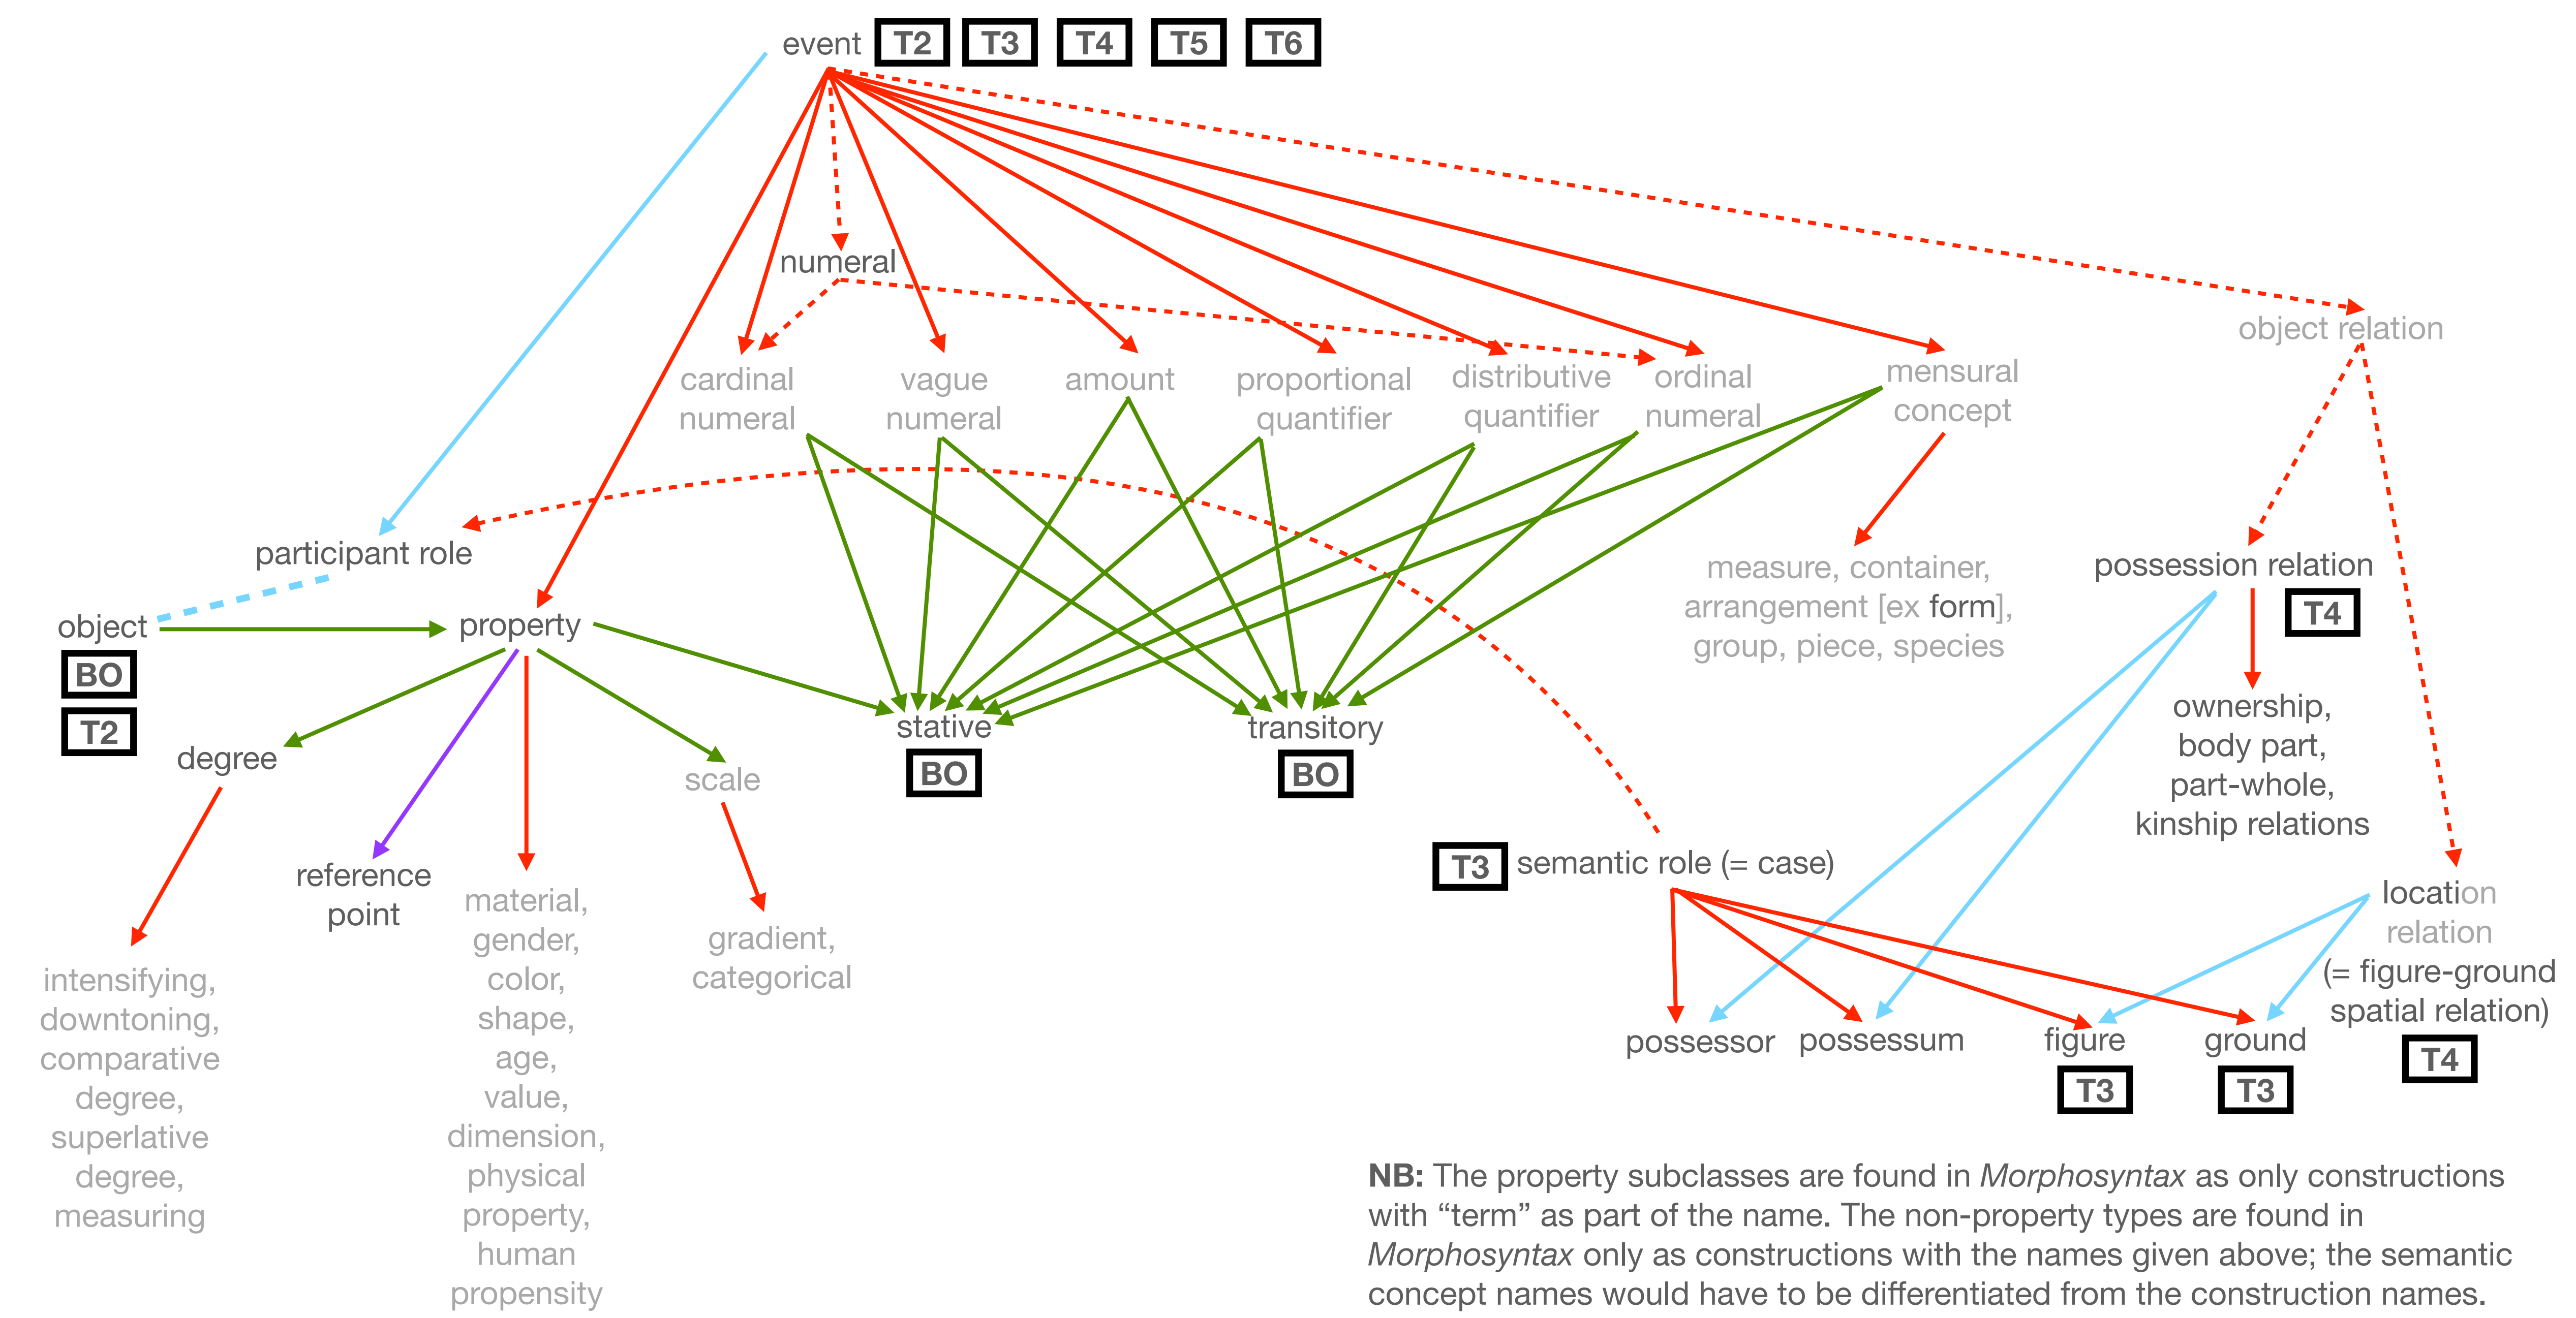 event T2 T3 T4 T5 T6
numeral
object relation
cardinal
numeral
vague
numeral
amount
proportional
quantifier
distributive
quantifier
ordinal
numeral
mensural
concept
participant role
measure, container,
arrangement [ex form],
group, piece, species
possession relation
T4
object
BO
T2
property
stative
BO
transitory
BO
ownership,
body part,
part-whole,
kinship relations
degree
scale
reference
point
T3 semantic role (= case)
location
relation
(= figure-ground
spatial relation)
T4
material,
gender,
color,
shape,
age,
value,
dimension,
physical
property,
human
propensity
gradient,
categorical
intensifying,
downtoning,
comparative
degree,
superlative
degree,
measuring
possessor
possessum
figure
T3
ground
T3
NB: The property subclasses are found in Morphosyntax as only constructions
with “term” as part of the name. The non-property types are found in
Morphosyntax only as constructions with the names given above; the semantic
concept names would have to be differentiated from the construction names.